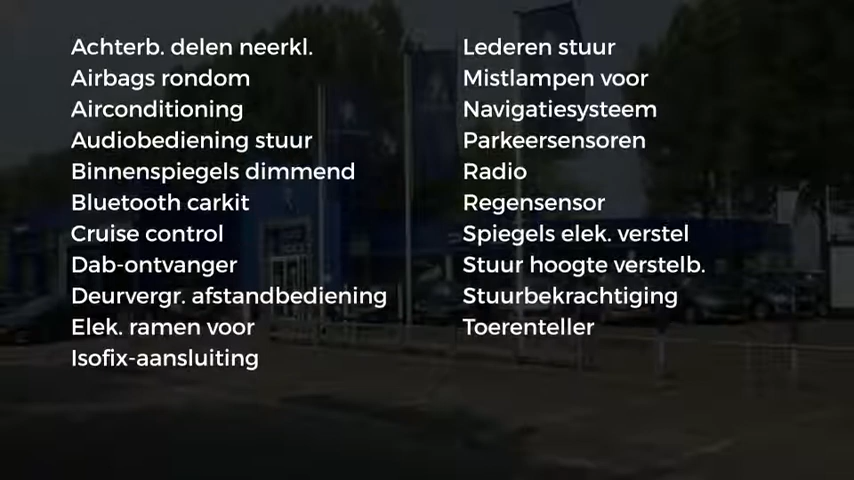 Achterb. delen neerkl.
Airbags rondom
Airconditioning
Audiobediening stuur
Binnenspiegels dimmend
Bluetooth carkit
Cruise control
Dab-ontvanger
Deurvergr. afstandbediening
Elek. ramen voor
Isofix-aansluiting
Lederen stuur
Mistlampen voor
Navigatiesysteem
Parkeersensoren
Radio
Regensensor
Spiegels elek. verstel
Stuur hoogte verstelb.
Stuurbekrachtiging
Toerenteller